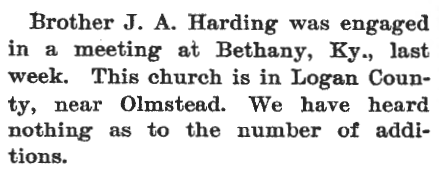 Brother J. A. Harding was engaged
in a meeting at Bethany, Ky., last
week. This church is in Logan Coun-
ty, near Olmstead. We have heard
nothing as to the number of addi-
tions.